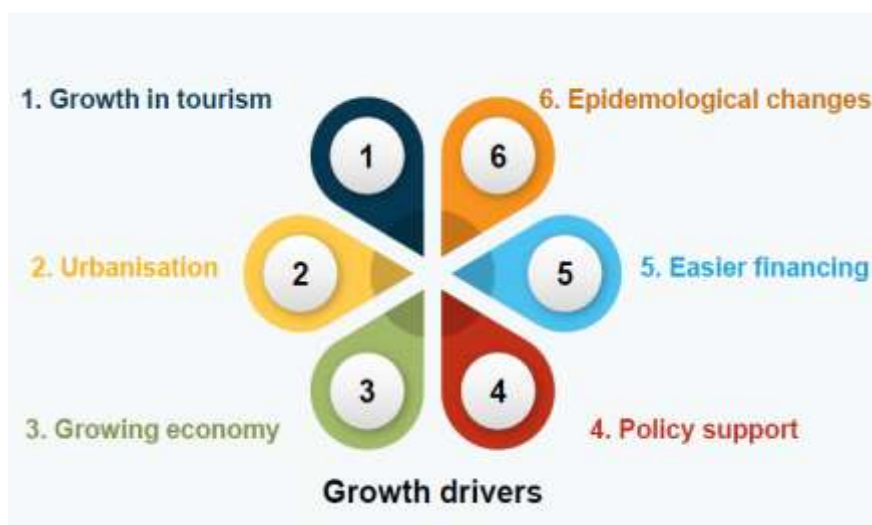 1. Growth in tourism
6. Epidemological changes
1
6
2. Urbanisation
2
5
5. Easier financing
3
4
3. Growing economy
4. Policy support
Growth drivers